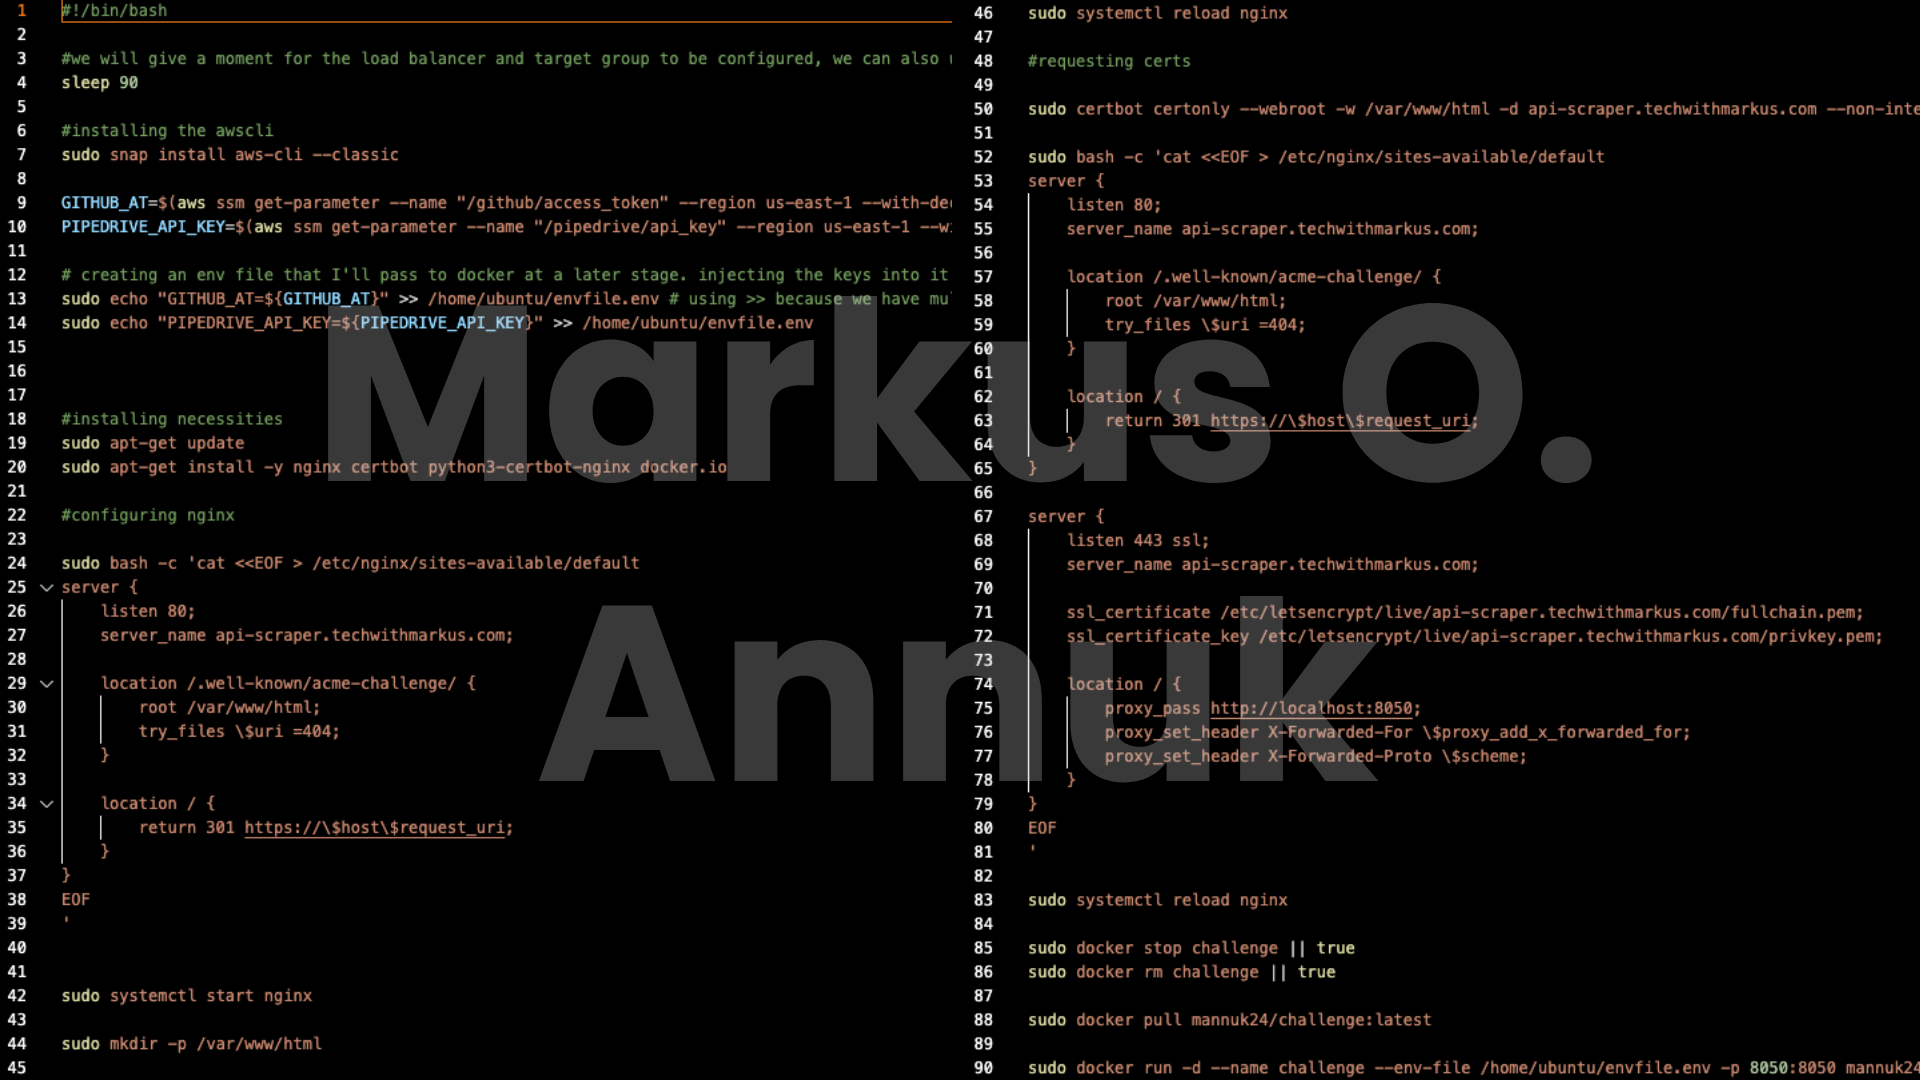 1 #!/bin/bash
2
3 #we will give a moment for the load balancer and target group to be configured, we can also
4 sleep 90
5
6 #installing the awscli
7 sudo snap install aws-cli --classic
8
9 GITHUB_AT=$(aws ssm get-parameter --name "/github/access_token" --region us-east-1 --with-de
10 PIPEDRIVE_API_KEY=$(aws ssm get-parameter --name "/pipedrive/api_key" --region us-east-1 --w
11
12 # creating an env file that I'll pass to docker at a later stage. injecting the keys into it
13 sudo echo "GITHUB_AT=${GITHUB_AT}" >> /home/ubuntu/envfile.env # using >> because we have mu
14 sudo echo "PIPEDRIVE_API_KEY=${PIPEDRIVE_API_KEY}" >> /home/ubuntu/envfile.env
15
16
17
18 #installing necessities
19 sudo apt-get update
20 sudo apt-get install -y nginx certbot python3-certbot-nginx docker.io
21
22 #configuring nginx
23
24 sudo bash -c 'cat <<EOF > /etc/nginx/sites-available/default
25 server {
26 listen 80;
27 server_name api-scraper.techwithmarkus.com;
28
29 location /.well-known/acme-challenge/ {
30 root /var/www/html;
31 try_files \$uri =404;
32 }
33
34 location / {
35 return 301 https://\$host\$request_uri;
36 }
37 }
38 EOF
39 '
40
41
42 sudo systemctl start nginx
43
44 sudo mkdir -p /var/www/html
45
46 sudo systemctl reload nginx
47
48 #requesting certs
49
50 sudo certbot certonly --webroot -w /var/www/html -d api-scraper.techwithmarkus.com --non-inte
51
52 sudo bash -c 'cat <<EOF > /etc/nginx/sites-available/default
53 server {
54 listen 80;
55 server_name api-scraper.techwithmarkus.com;
56
57 location /.well-known/acme-challenge/ {
58 root /var/www/html;
59 try_files \$uri =404;
60 }
61
62 location / {
63 return 301 https://\$host\$request_uri;
64 }
65 }
66
67 server {
68 listen 443 ssl;
69 server_name api-scraper.techwithmarkus.com;
70
71 ssl_certificate /etc/letsencrypt/live/api-scraper.techwithmarkus.com/fullchain.pem;
72 ssl_certificate_key /etc/letsencrypt/live/api-scraper.techwithmarkus.com/privkey.pem;
73
74 location / {
75 proxy_pass http://localhost:8050;
76 proxy_set_header X-Forwarded-For \$proxy_add_x_forwarded_for;
77 proxy_set_header X-Forwarded-Proto \$scheme;
78 }
79 }
80 EOF
81 '
82
83 sudo systemctl reload nginx
84
85 sudo docker stop challenge || true
86 sudo docker rm challenge || true
87
88 sudo docker pull mannuk24/challenge:latest
89
90 sudo docker run -d --name challenge --env-file /home/ubuntu/envfile.env -p 8050:8050 mannuk24
Markus O.
Annuk